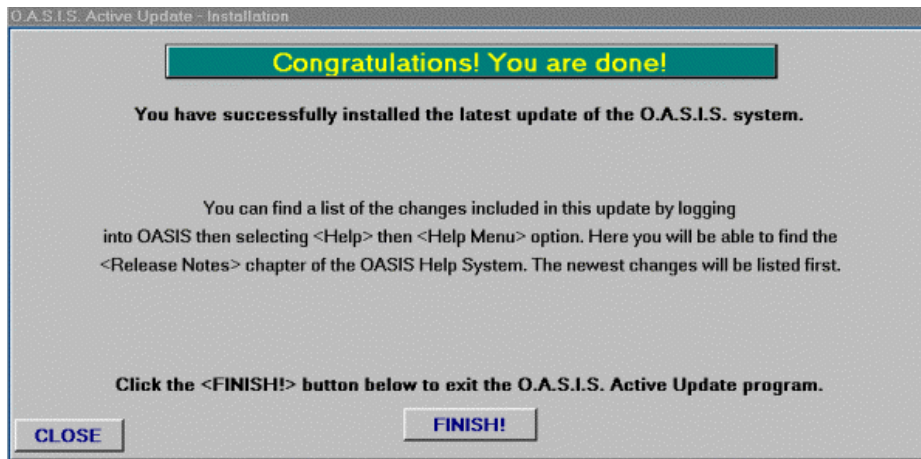 O.A.S.I.S. Active Update - Installation
Congratulations! You are done!
You have successfully installed the latest update of the O.A.S.I.S. system.
You can find a list of the changes included in this update by logging
into OASIS then selecting <Help> then <Help Menu> option. Here you will be able to find the
<Release Notes> chapter of the OASIS Help System. The newest changes will be listed first.
Click the <FINISH!> button below to exit the O.A.S.I.S. Active Update program.
FINISH!
CLOSE